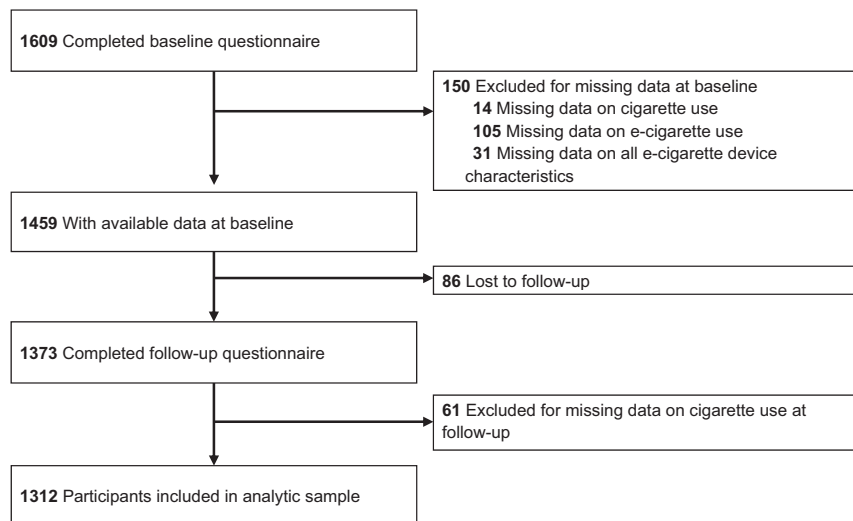 1609 Completed baseline questionnaire
150 Excluded for missing data at baseline
14 Missing data on cigarette use
105 Missing data on e-cigarette use
31 Missing data on all e-cigarette device
characteristics
1459 With available data at baseline
86 Lost to follow-up
1373 Completed follow-up questionnaire
61 Excluded for missing data on cigarette use at
follow-up
1312 Participants included in analytic sample